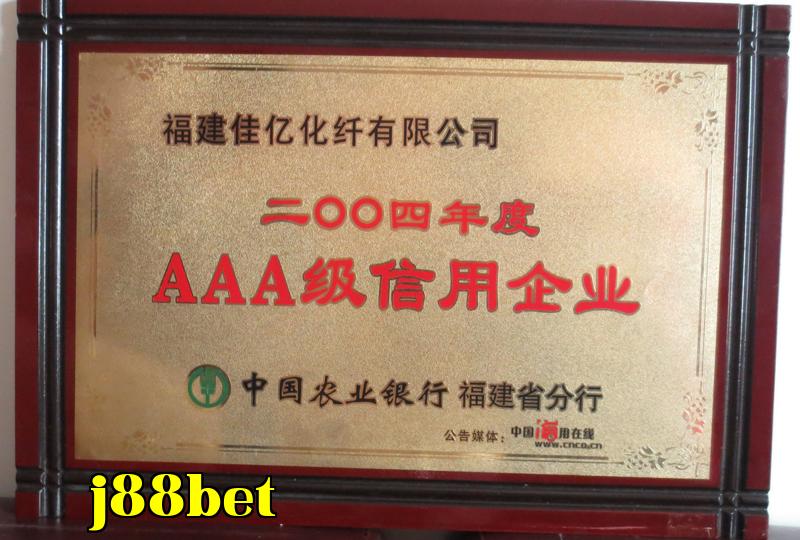 福建佳亿化纤有限公司
二〇〇四年度
AAA级信用企业
中国农业银行 福建省分行
公告媒体：中国信用在线
www.cnco.cn
j88bet